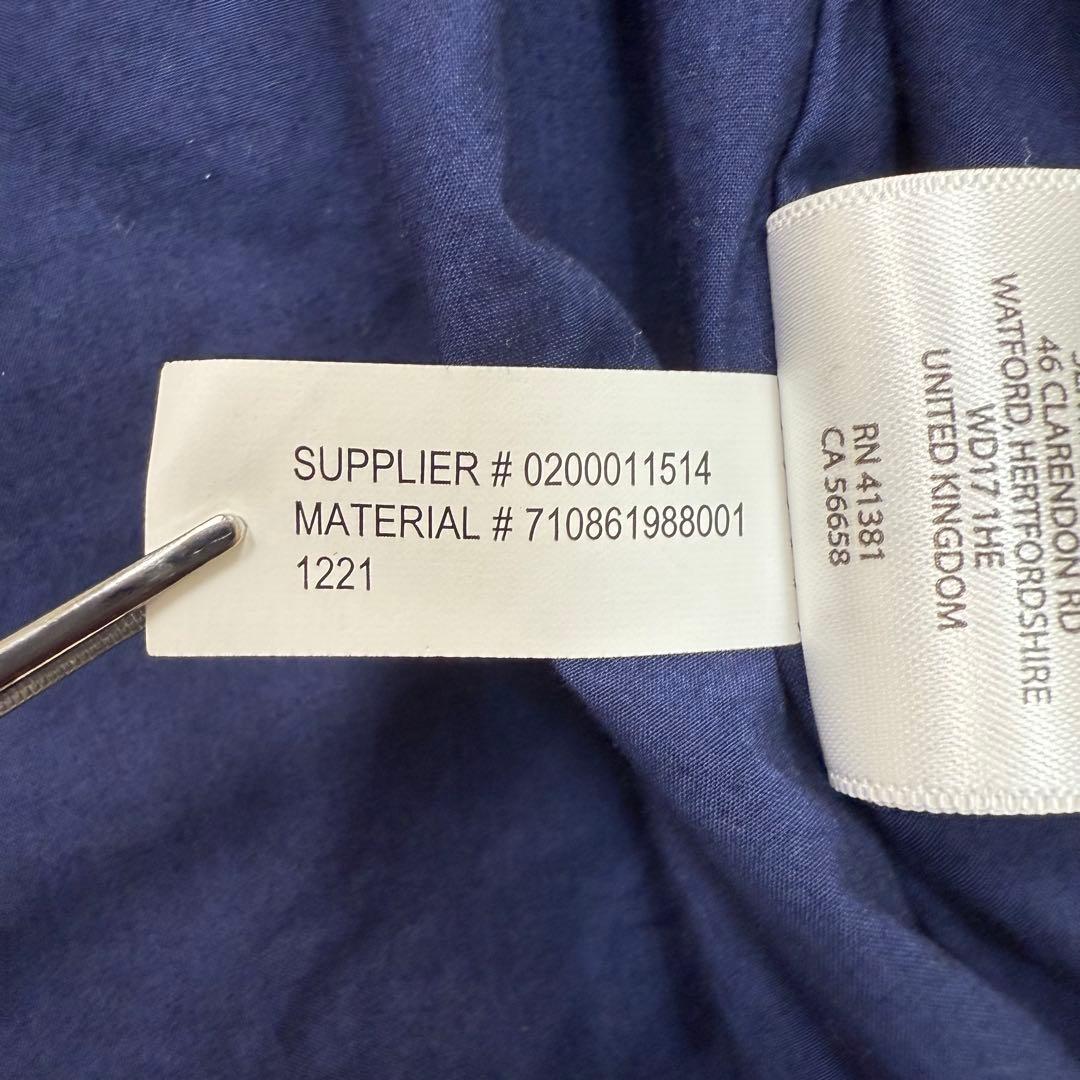 SUPPLIER # 0200011514
MATERIAL # 710861988001
1221
46 CLARENDON RD
WATFORD, HERTFORDSHIRE
WD17 1HE
UNITED KINGDOM
RN 41381
CA 56658